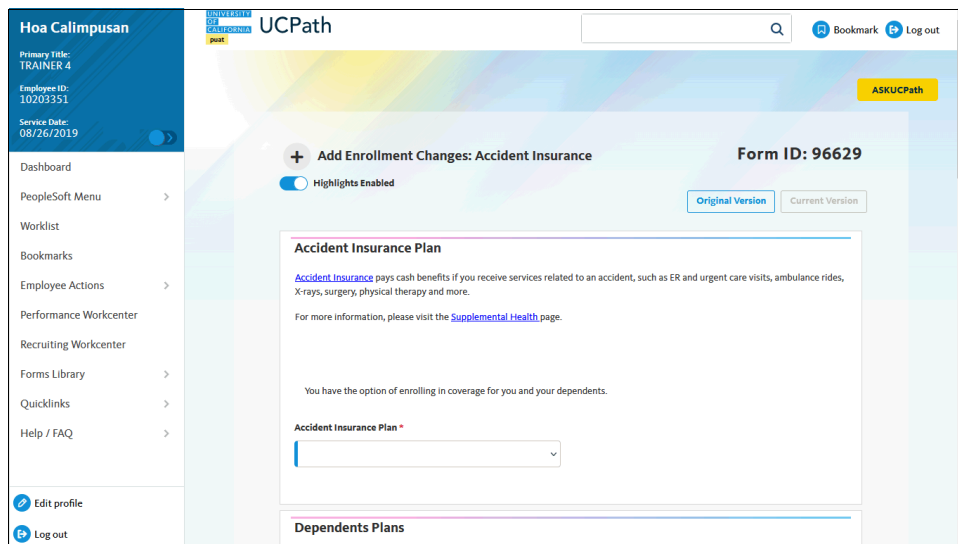 Hoa Calimpusan
Primary Title:
TRAINER 4
Employee ID:
10203351
Service Date:
08/26/2019
Dashboard
PeopleSoft Menu
Worklist
Bookmarks
Employee Actions
Performance Workcenter
Recruiting Workcenter
Forms Library
Quicklinks
Help / FAQ
Edit profile
Log out
UNIVERSITY
OF
CALIFORNIA
puat
UCPath
Bookmark
Log out
ASKUCPath
Add Enrollment Changes: Accident Insurance
Form ID: 96629
Highlights Enabled
Original Version
Current Version
Accident Insurance Plan
Accident Insurance pays cash benefits if you receive services related to an accident, such as ER and urgent care visits, ambulance rides,
X-rays, surgery, physical therapy and more.
For more information, please visit the Supplemental Health page.
You have the option of enrolling in coverage for you and your dependents.
Accident Insurance Plan *
Dependents Plans